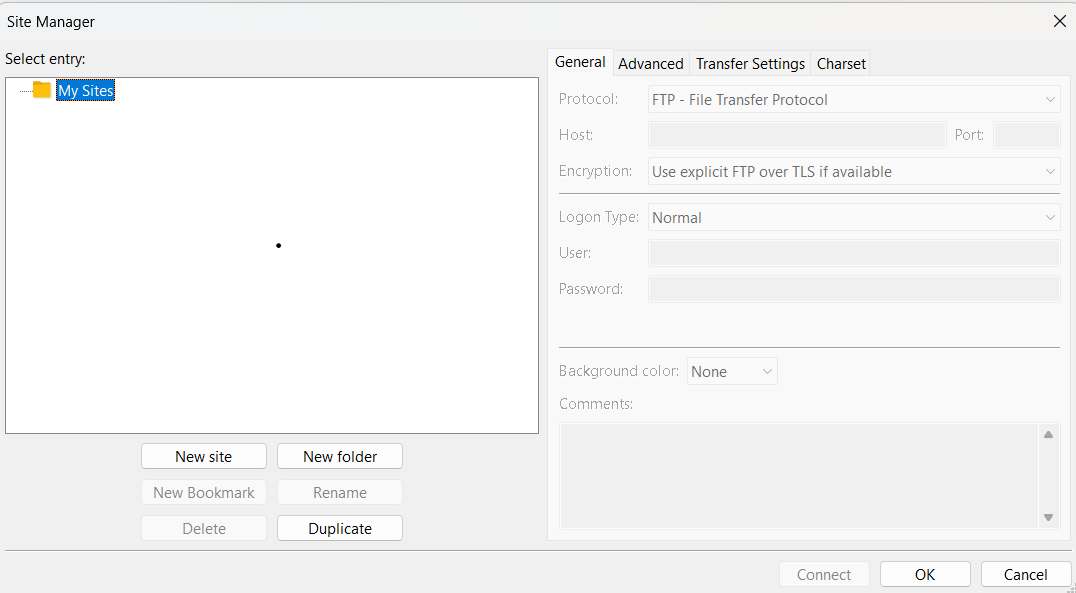 Site Manager
Select entry:
My Sites
New site
New folder
New Bookmark
Rename
Delete
Duplicate
General
Advanced
Transfer Settings
Charset
Protocol:
FTP - File Transfer Protocol
Host:
Port:
Encryption:
Use explicit FTP over TLS if available
Logon Type:
Normal
User:
Password:
Background color:
None
Comments:
Connect
OK
Cancel